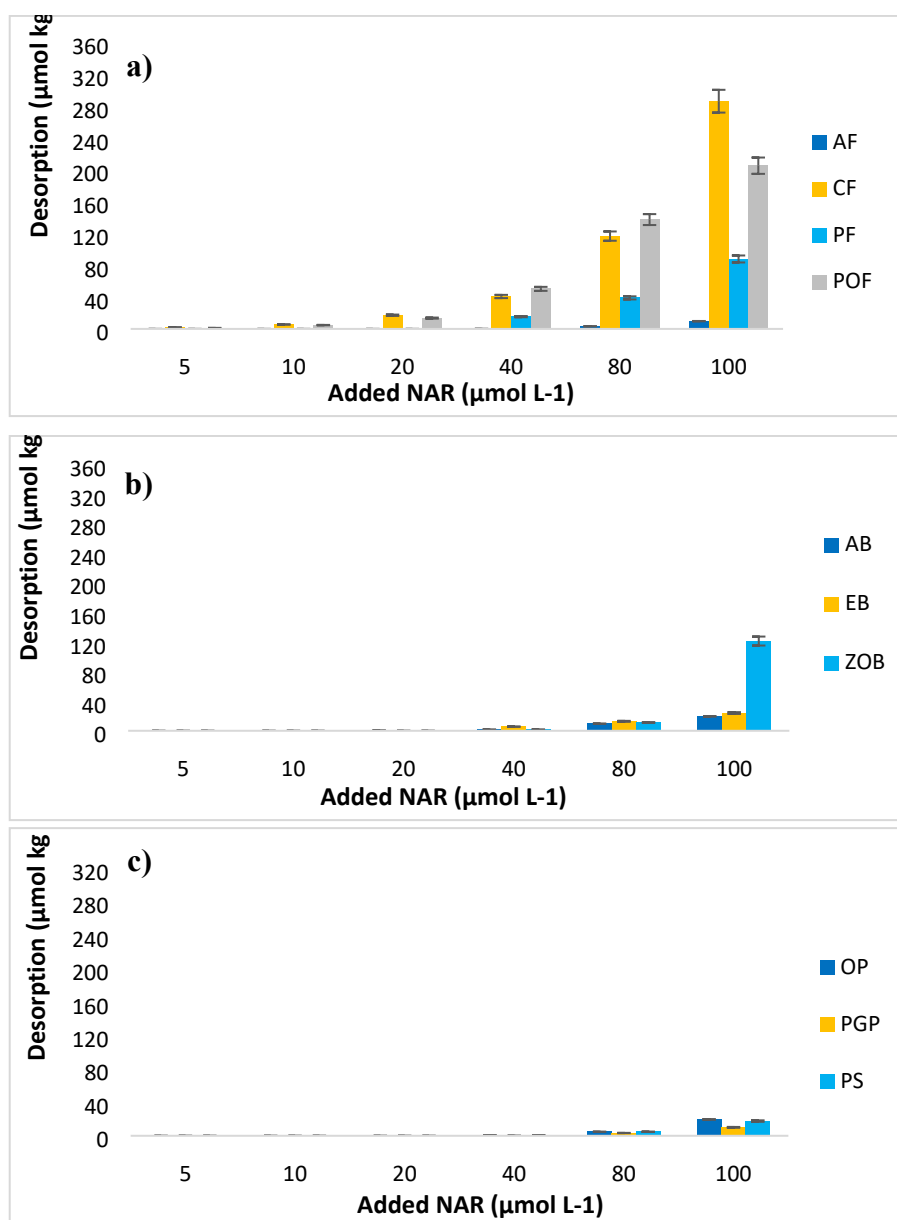 Desorption (µmol kg
a)
360
320
280
240
200
160
120
80
40
0
5 10 20 40 80 100
Added NAR (µmol L-1)
AF
CF
PF
POF
Desorption (µmol kg
b)
360
320
280
240
200
160
120
80
40
0
5 10 20 40 80 100
Added NAR (µmol L-1)
AB
EB
ZOB
Desorption (µmol kg
c)
320
280
240
200
160
120
80
40
0
5 10 20 40 80 100
Added NAR (µmol L-1)
OP
PGP
PS